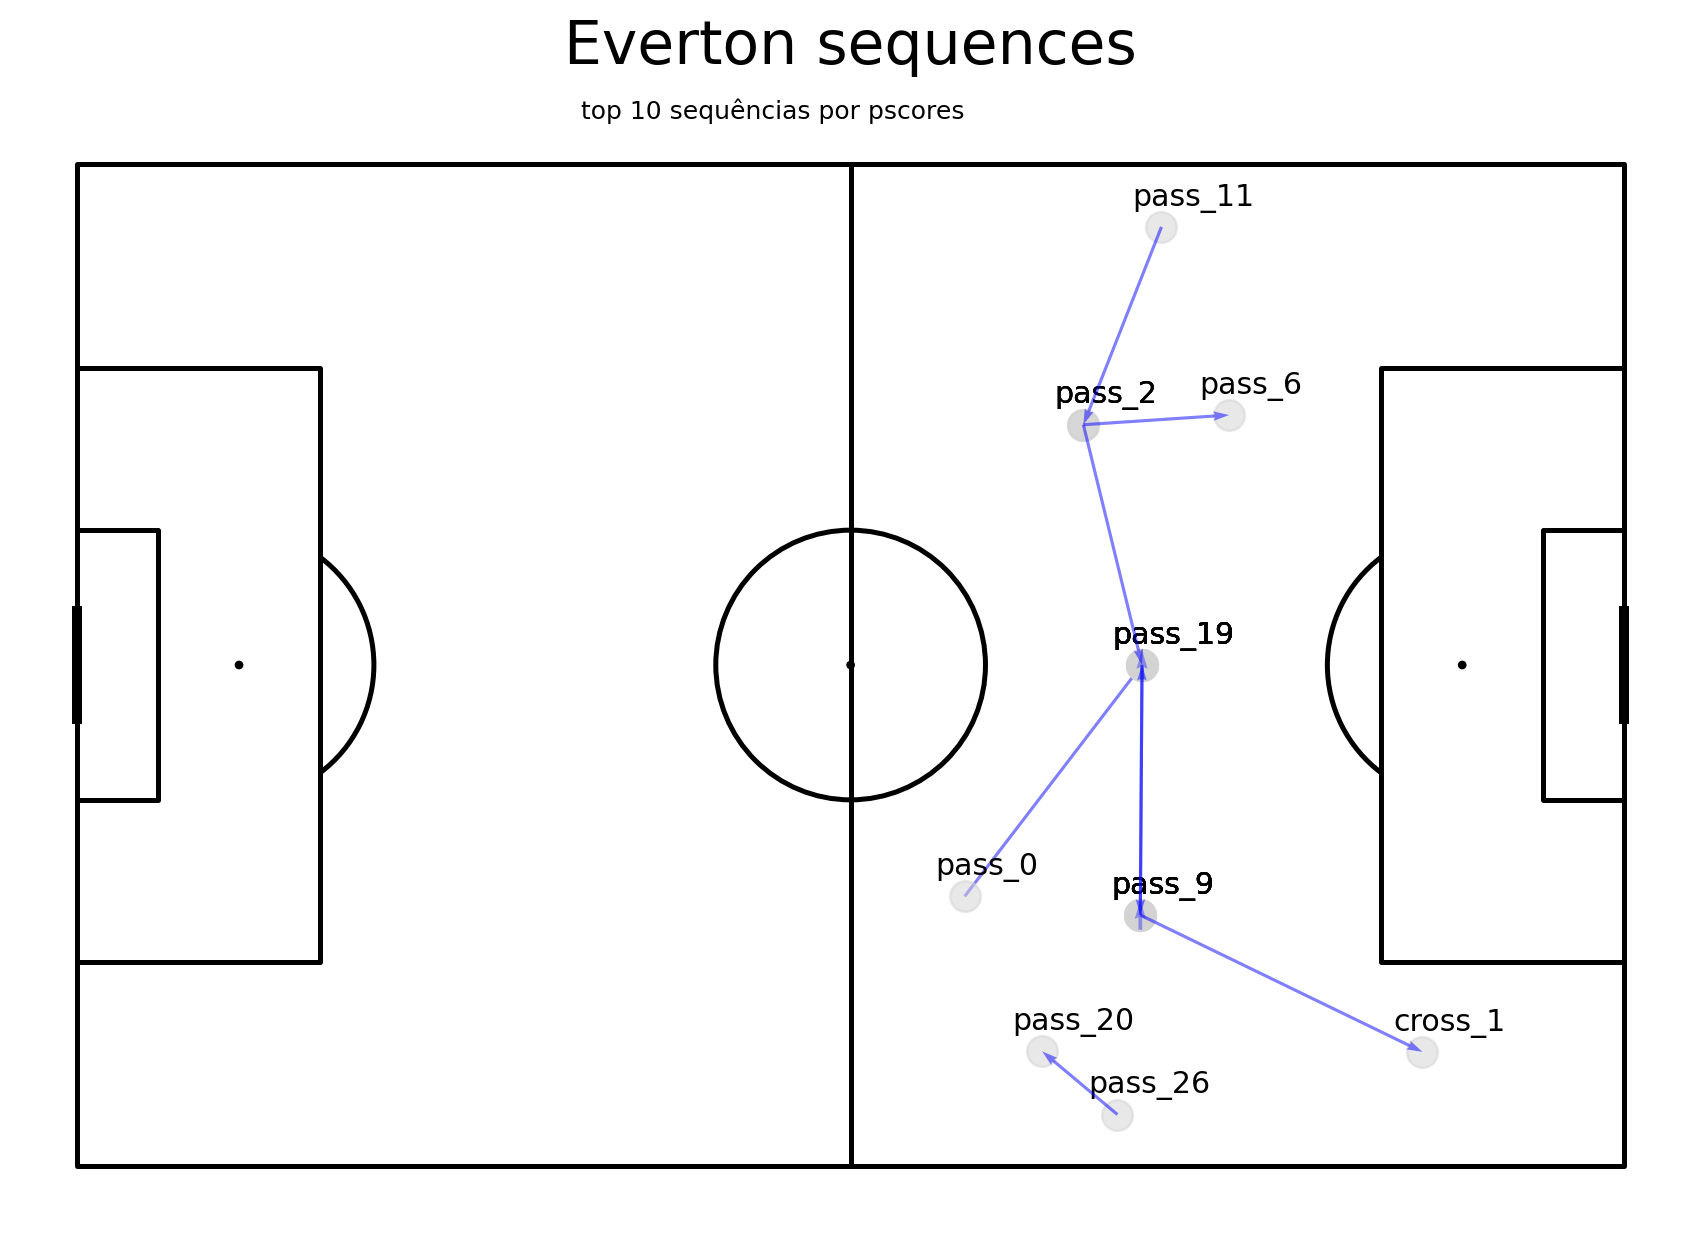 Everton sequences
top 10 sequências por pscores
pass_11
pass_2
pass_6
pass_19
pass_0
pass_9
pass_20
cross_1
pass_26